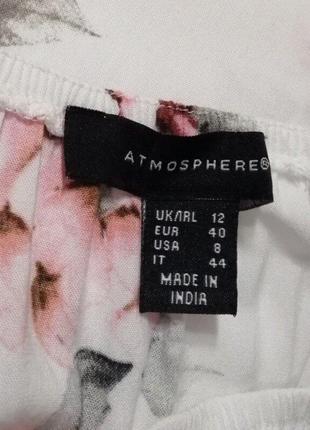 ATMOSPHERE®
UK/IRL 12
EUR 40
USA 8
IT 44
MADE IN
INDIA